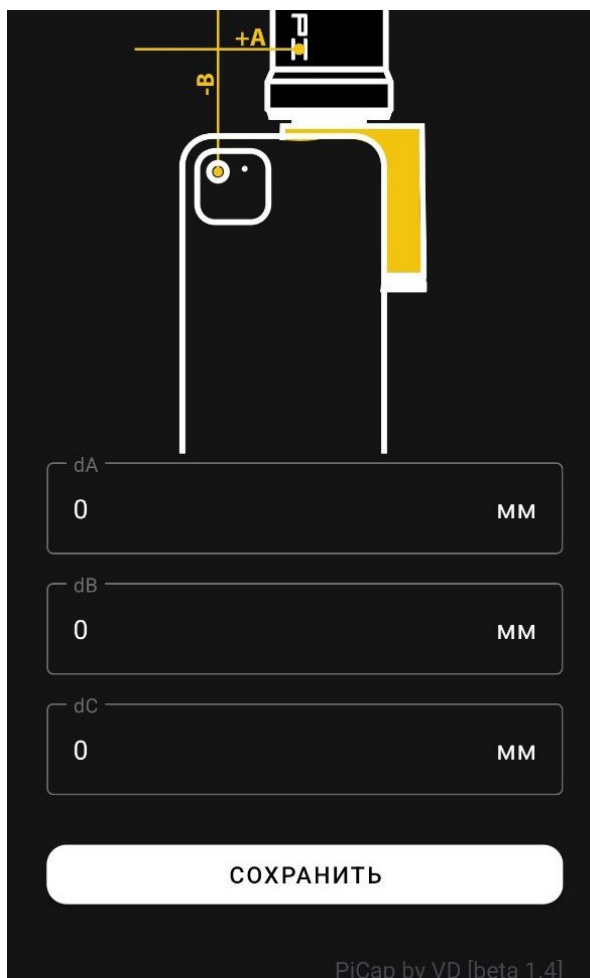 PI
+A
-B
dA
0 мм
dB
0 мм
dC
0 мм
СОХРАНИТЬ
PiCap by VD [beta 1.4]